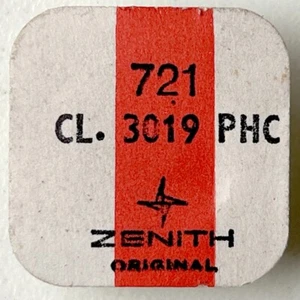 721
CL. 3019 PHC
ZENITH
ORIGINAL